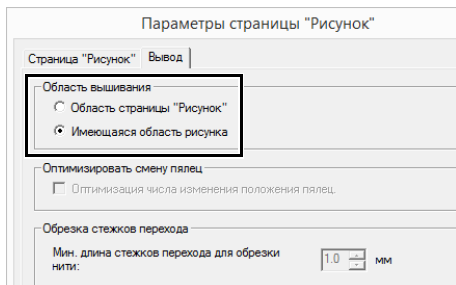 Параметры страницы "Рисунок"
Страница "Рисунок" Вывод
Область вышивания
Область страницы "Рисунок"
Имеющаяся область рисунка
Оптимизировать смену пялец
Оптимизация числа изменения положения пялец.
Обрезка стежков перехода
Мин. длина стежков перехода для обрезки
нити:
1.0 мм